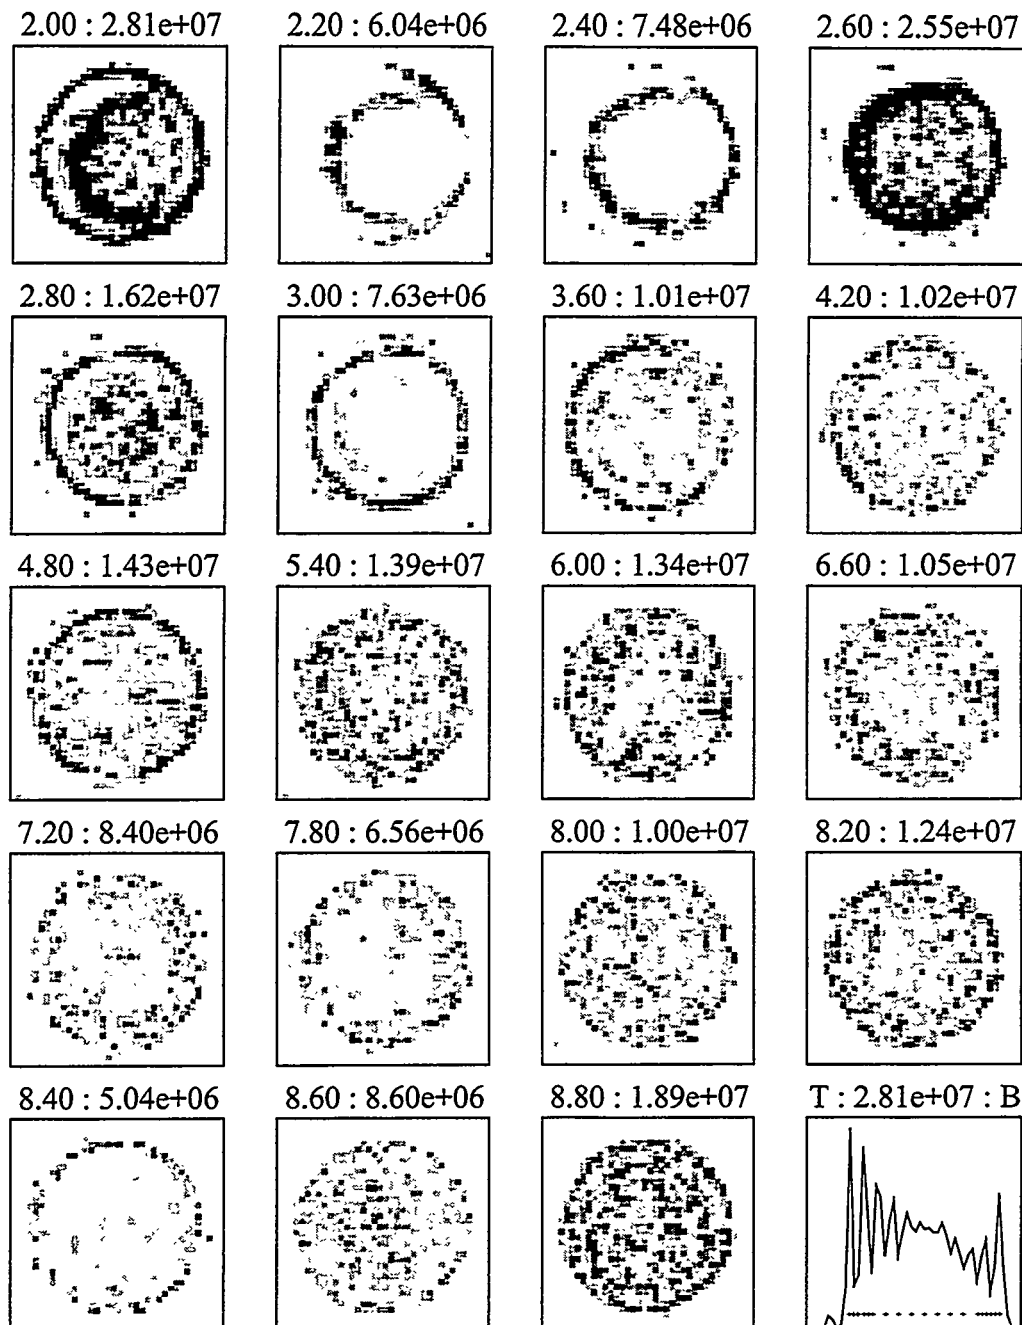 2.00 : 2.81e+07 2.20 : 6.04e+06 2.40 : 7.48e+06 2.60 : 2.55e+07
2.80 : 1.62e+07 3.00 : 7.63e+06 3.60 : 1.01e+07 4.20 : 1.02e+07
4.80 : 1.43e+07 5.40 : 1.39e+07 6.00 : 1.34e+07 6.60 : 1.05e+07
7.20 : 8.40e+06 7.80 : 6.56e+06 8.00 : 1.00e+07 8.20 : 1.24e+07
8.40 : 5.04e+06 8.60 : 8.60e+06 8.80 : 1.89e+07 T : 2.81e+07 : B